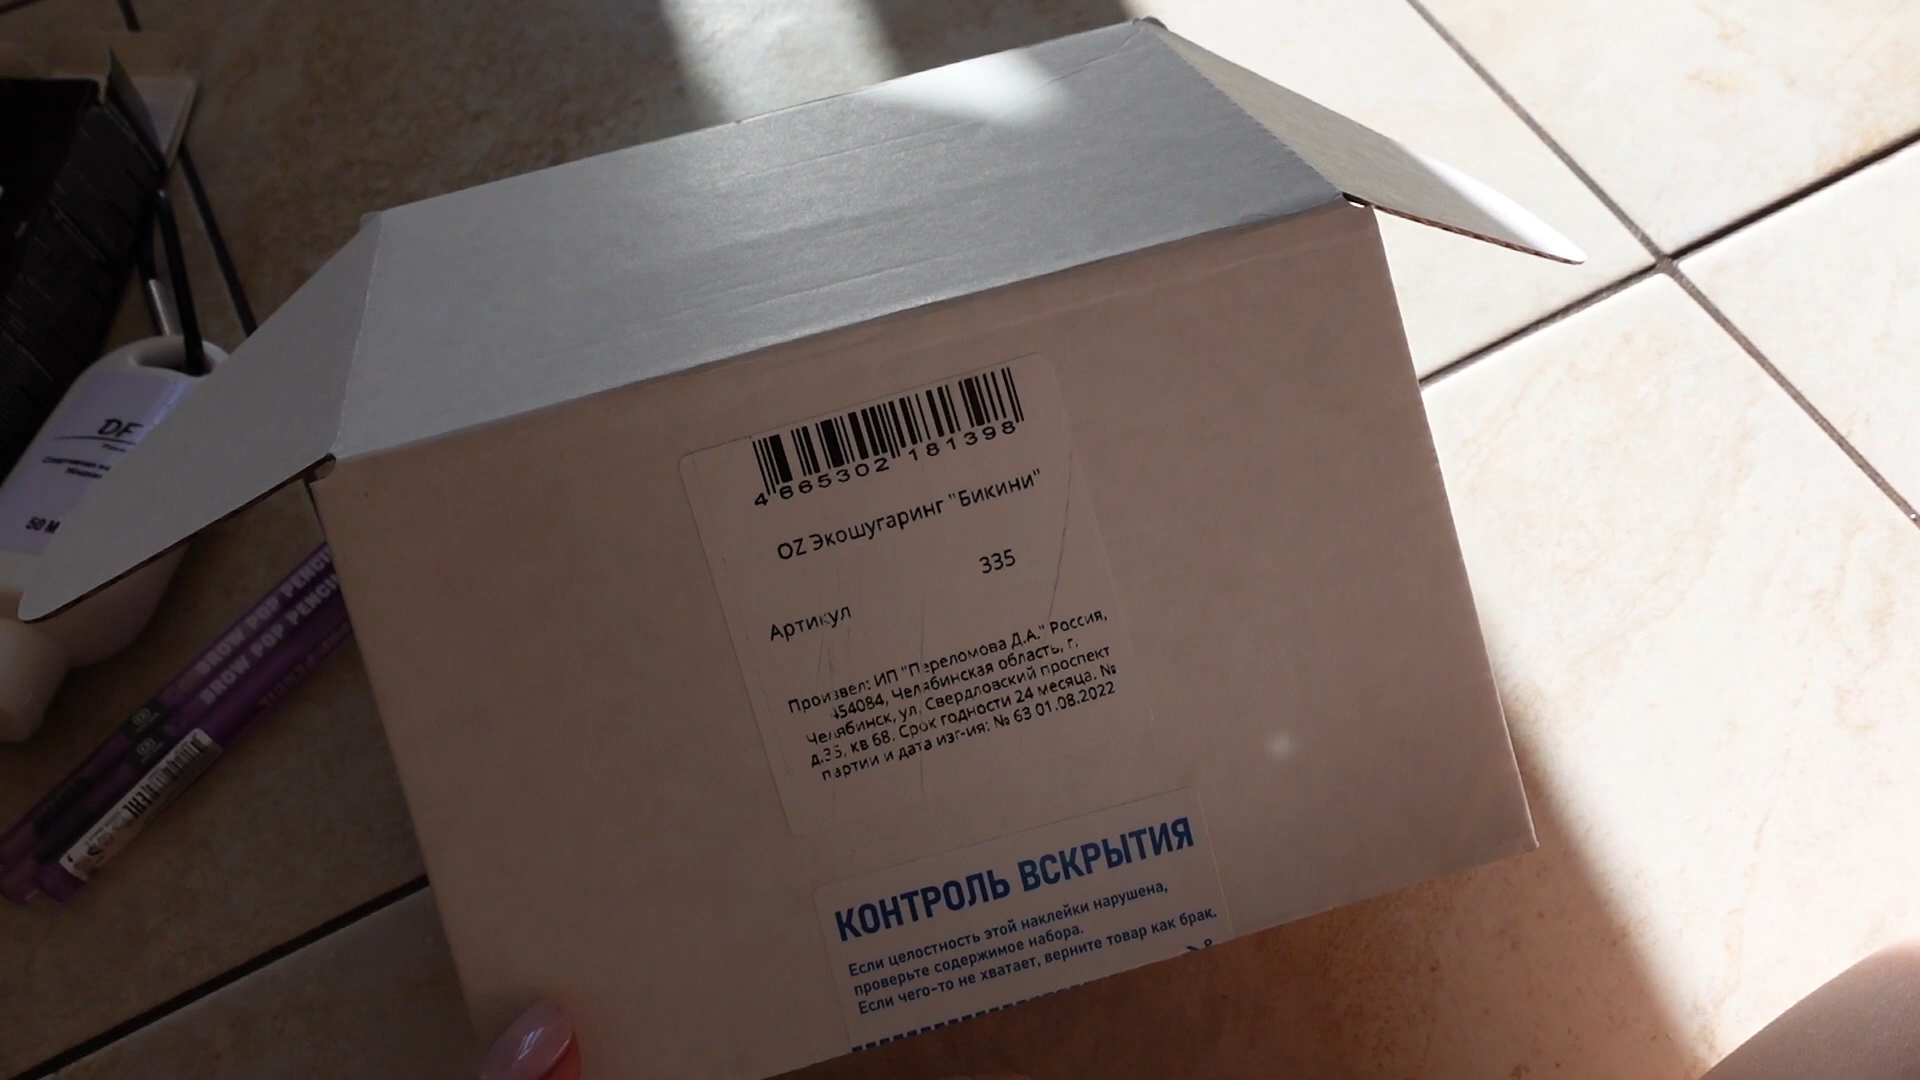 4 665302 181398
OZ Экошугаринг "Бикини"
335
Артикул
Произвел: ИП "Переломова Д.А." Россия,
454084, Челябинская область, г.
Челябинск, ул. Свердловский проспект
д.35, кв 68. Срок годности 24 месяца. №
партии и дата изг-ия: № 63 01.08.2022
КОНТРОЛЬ ВСКРЫТИЯ
Если целостность этой наклейки нарушена,
проверьте содержимое набора.
Если чего-то не хватает, верните товар как брак.
DF
50 М
BROW POP PENCIL
BROW POP PENCIL